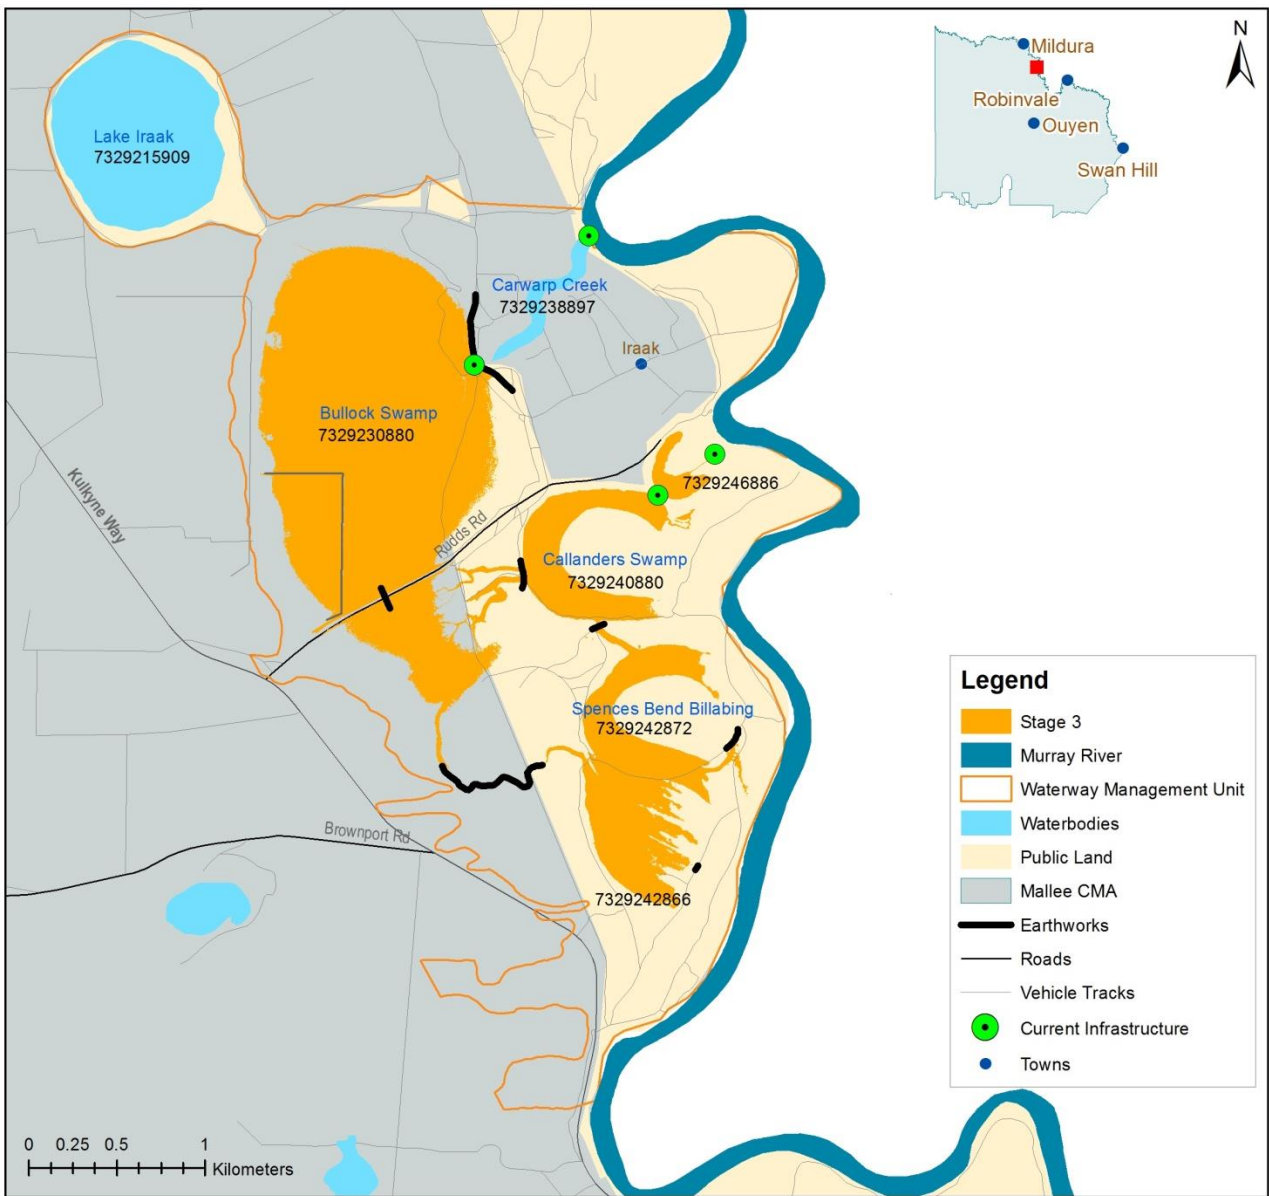 N
Mildura
Robinvale
Ouyen
Swan Hill
Lake Iraak
7329215909
Carwarp Creek
7329238897
Iraak
Bullock Swamp
7329230880
Kulkyne Way
7329246886
Rudds Rd
Callanders Swamp
7329240880
Spences Bend Billabing
7329242872
Brownport Rd
7329242866
Legend
Stage 3
Murray River
Waterway Management Unit
Waterbodies
Public Land
Mallee CMA
Earthworks
Roads
Vehicle Tracks
Current Infrastructure
Towns
0 0.25 0.5 1
Kilometers